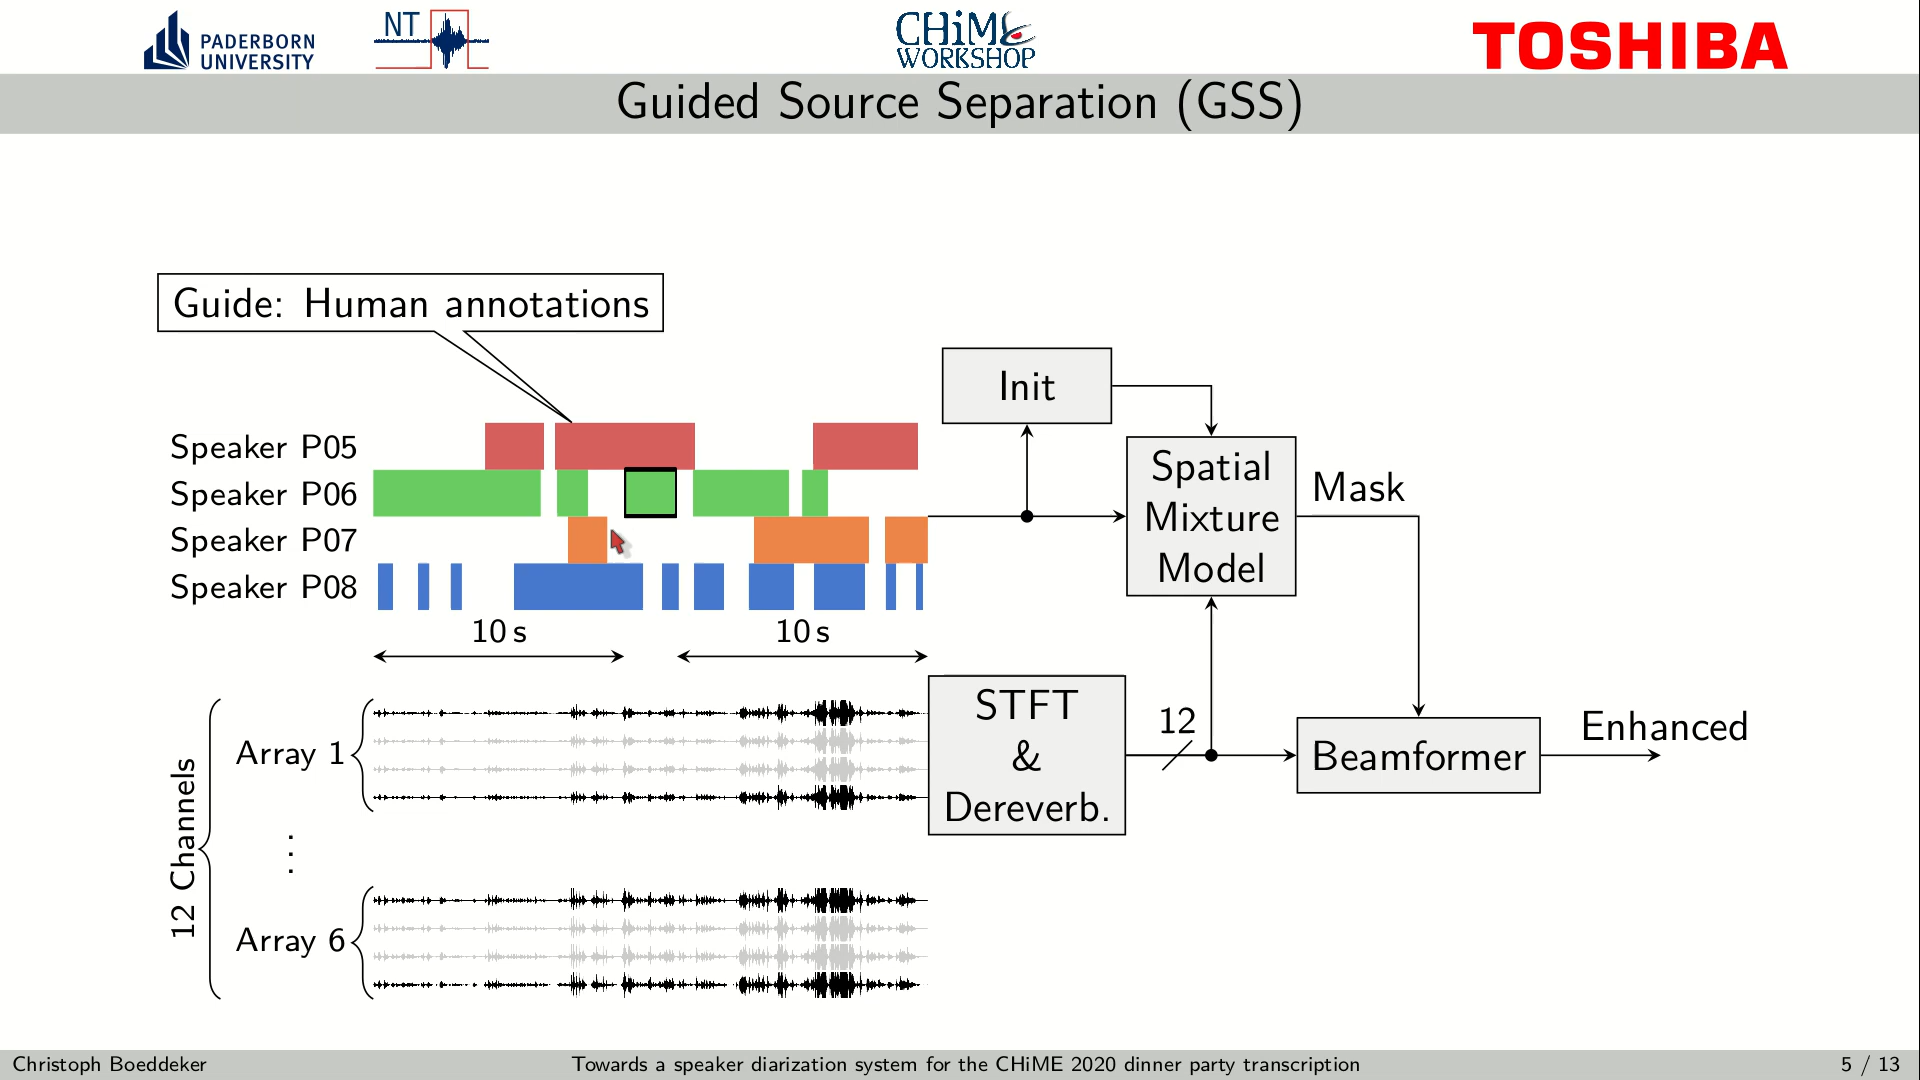 PADERBORN
UNIVERSITY
NT
CHiME
WORKSHOP
TOSHIBA
Guided Source Separation (GSS)
Guide: Human annotations
Speaker P05
Speaker P06
Speaker P07
Speaker P08
10 s
10 s
12 Channels
Array 1
⋮
Array 6
Init
Spatial
Mixture
Model
Mask
STFT
&
Dereverb.
12
Beamformer
Enhanced
Christoph Boeddeker
Towards a speaker diarization system for the CHiME 2020 dinner party transcription
5 / 13